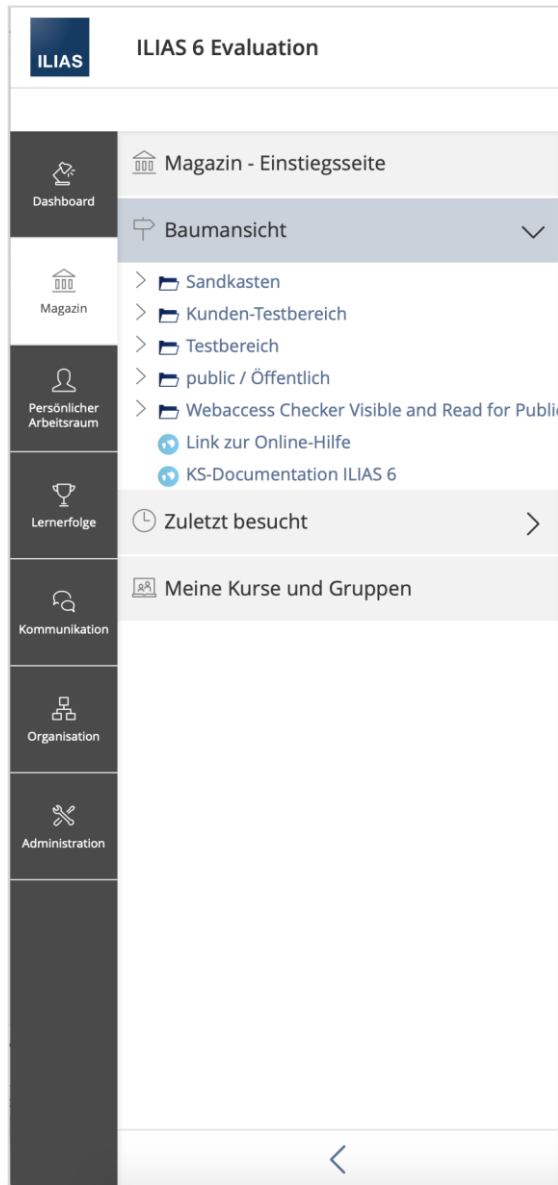 ILIAS
ILIAS 6 Evaluation
Dashboard
Magazin
Persönlicher
Arbeitsraum
Lernerfolge
Kommunikation
Organisation
Administration
Magazin - Einstiegsseite
Baumansicht
Sandkasten
Kunden-Testbereich
Testbereich
public / Öffentlich
Webaccess Checker Visible and Read for Publi
Link zur Online-Hilfe
KS-Documentation ILIAS 6
Zuletzt besucht
Meine Kurse und Gruppen